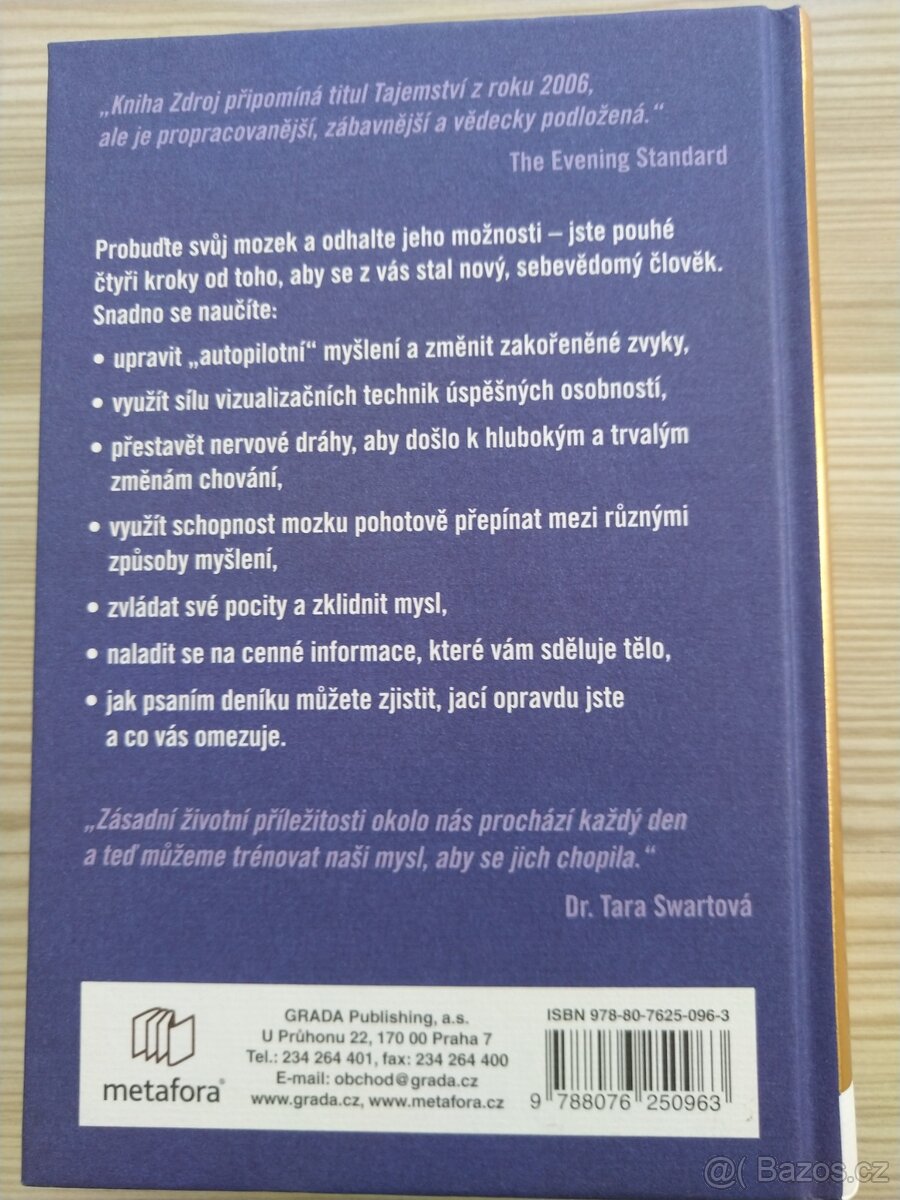 „Kniha Zdroj připomíná titul Tajemství z roku 2006,
ale je propracovanější, zábavnější a vědecky podložená.“
The Evening Standard
Probuďte svůj mozek a odhalte jeho možnosti – jste pouhé
čtyři kroky od toho, aby se z vás stal nový, sebevědomý člověk.
Snadno se naučíte:
• upravit „autopilotní“ myšlení a změnit zakořeněné zvyky,
• využít sílu vizualizačních technik úspěšných osobností,
• přestavět nervové dráhy, aby došlo k hlubokým a trvalým
změnám chování,
• využít schopnost mozku pohotově přepínat mezi různými
způsoby myšlení,
• zvládat své pocity a zklidnit mysl,
• naladit se na cenné informace, které vám sděluje tělo,
• jak psaním deníku můžete zjistit, jací opravdu jste
a co vás omezuje.
„Zásadní životní příležitosti okolo nás prochází každý den
a teď můžeme trénovat naši mysl, aby se jich chopila.“
Dr. Tara Swartová
metafora®
GRADA Publishing, a.s.
U Průhonu 22, 170 00 Praha 7
Tel.: 234 264 401, fax: 234 264 400
E-mail: obchod@grada.cz
www.grada.cz, www.metafora.cz
ISBN 978-80-7625-096-3
9 788076 250963
@( Bazos.cz